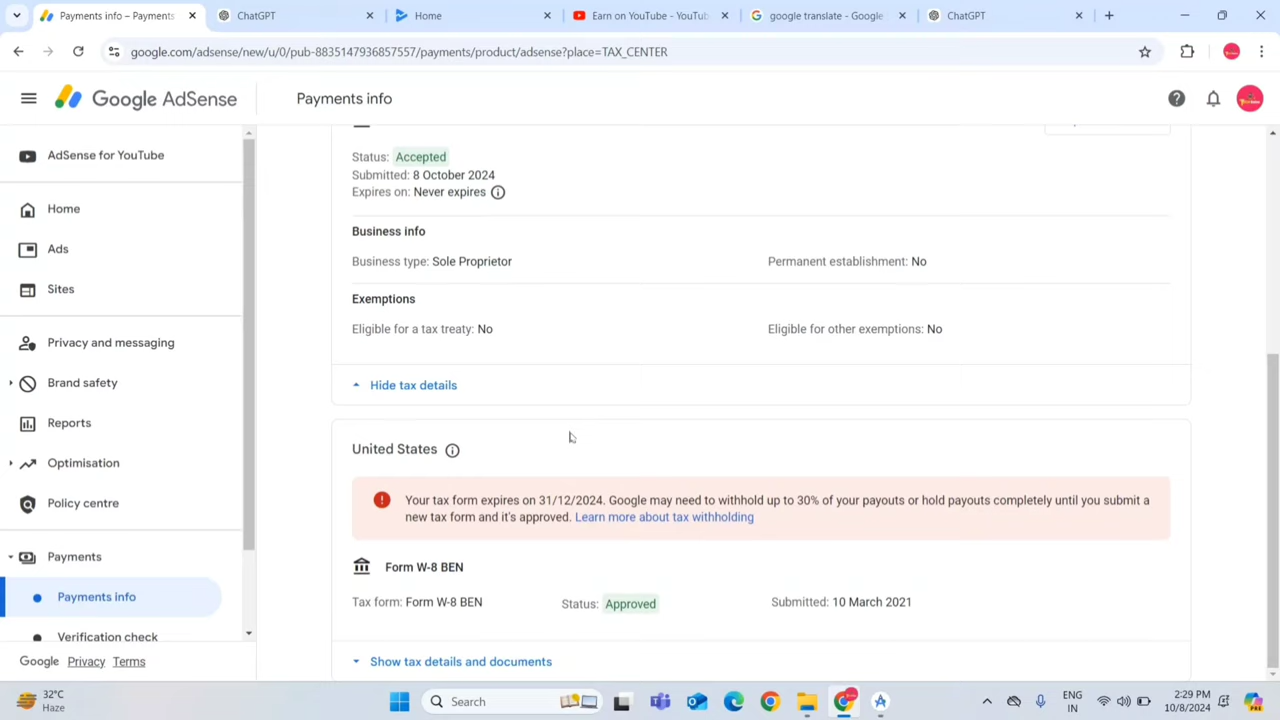 Payments info – Payments
ChatGPT
Home
Earn on YouTube - YouTub
google translate - Google
ChatGPT
google.com/adsense/new/u/0/pub-8835147936857557/payments/product/adsense?place=TAX_CENTER
Google AdSense
Payments info
AdSense for YouTube
Home
Ads
Sites
Privacy and messaging
Brand safety
Reports
Optimisation
Policy centre
Payments
Payments info
Verification check
Google Privacy Terms
Status: Accepted
Submitted: 8 October 2024
Expires on: Never expires
Business info
Business type: Sole Proprietor
Permanent establishment: No
Exemptions
Eligible for a tax treaty: No
Eligible for other exemptions: No
Hide tax details
United States
Your tax form expires on 31/12/2024. Google may need to withhold up to 30% of your payouts or hold payouts completely until you submit a
new tax form and it's approved. Learn more about tax withholding
Form W-8 BEN
Tax form: Form W-8 BEN
Status: Approved
Submitted: 10 March 2021
Show tax details and documents
32°C
Haze
Search
ENG
IN
2:29 PM
10/8/2024